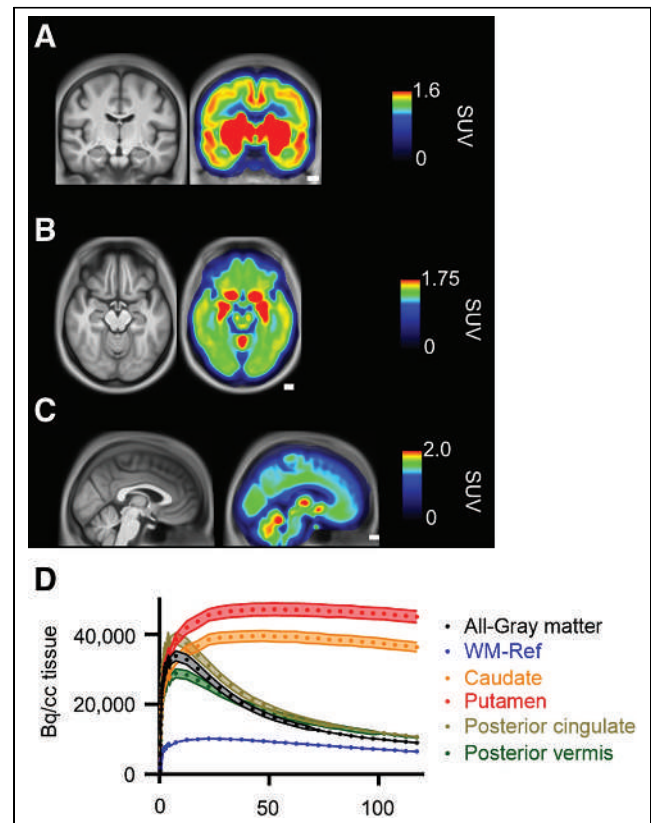 A
1.6
SUV
0
B
1.75
SUV
0
C
2.0
SUV
0
D
Bq/cc tissue
40,000
20,000
0
0
50
100
All-Gray matter
WM-Ref
Caudate
Putamen
Posterior cingulate
Posterior vermis